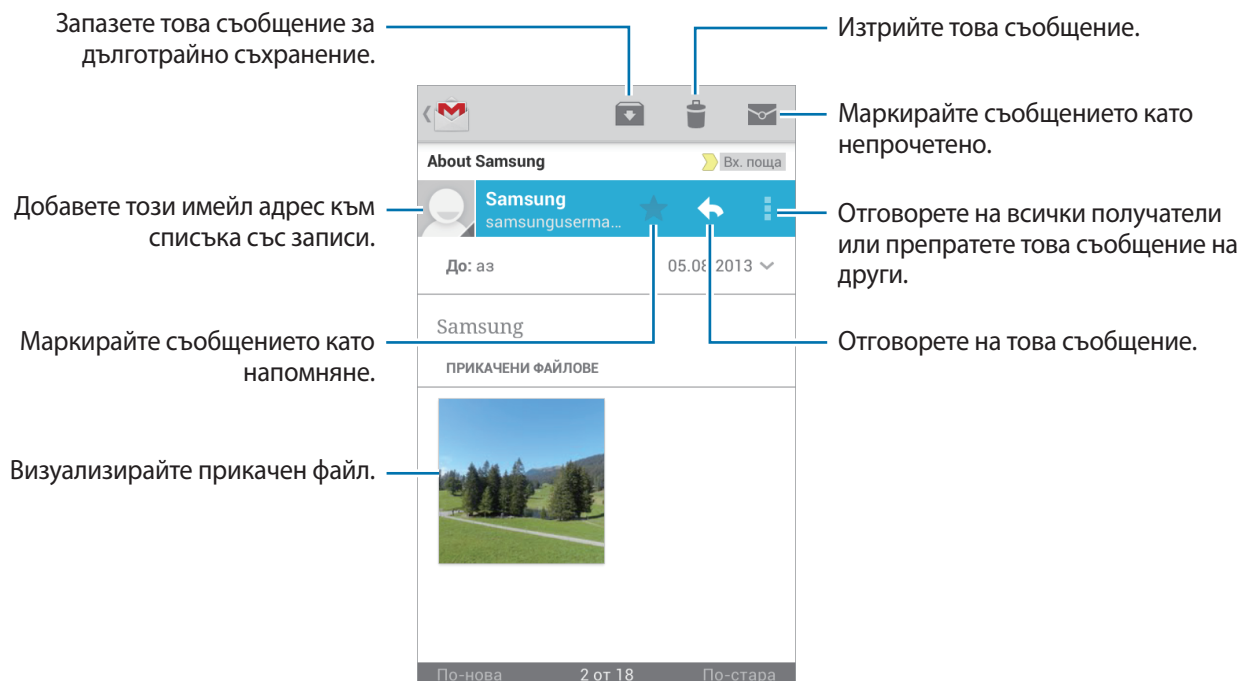 Запазете това съобщение за
дълготрайно съхранение.
Изтрийте това съобщение.
Маркирайте съобщението като
непрочетено.
About Samsung
Вх. поща
Добавете този имейл адрес към
списъка със записи.
Samsung
samsunguserma...
Отговорете на всички получатели
или препратете това съобщение на
други.
До: аз
05.08.2013
Маркирайте съобщението като
напомняне.
Samsung
Отговорете на това съобщение.
ПРИКАЧЕНИ ФАЙЛОВЕ
Визуализирайте прикачен файл.
По-нова
2 от 18
По-стара